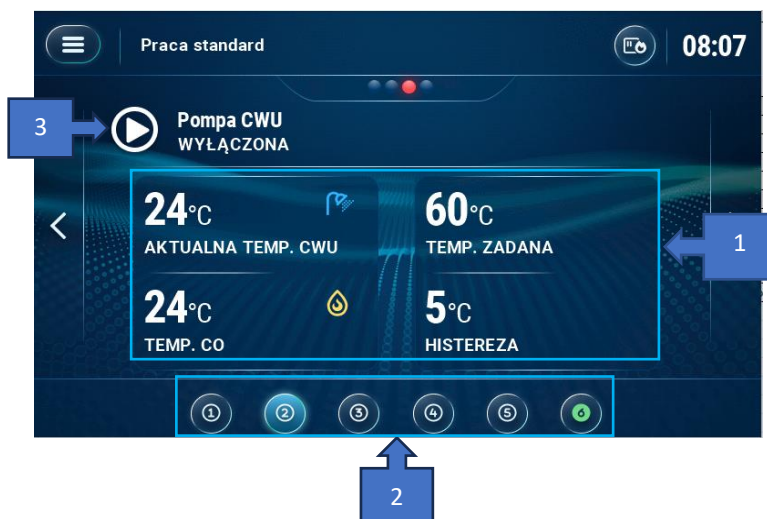 Praca standard
08:07
3
Pompa CWU
WYŁĄCZONA
24°C
AKTUALNA TEMP. CWU
60°C
TEMP. ZADANA
1
24°C
TEMP. CO
5°C
HISTEREZA
1 2 3 4 5 6
2